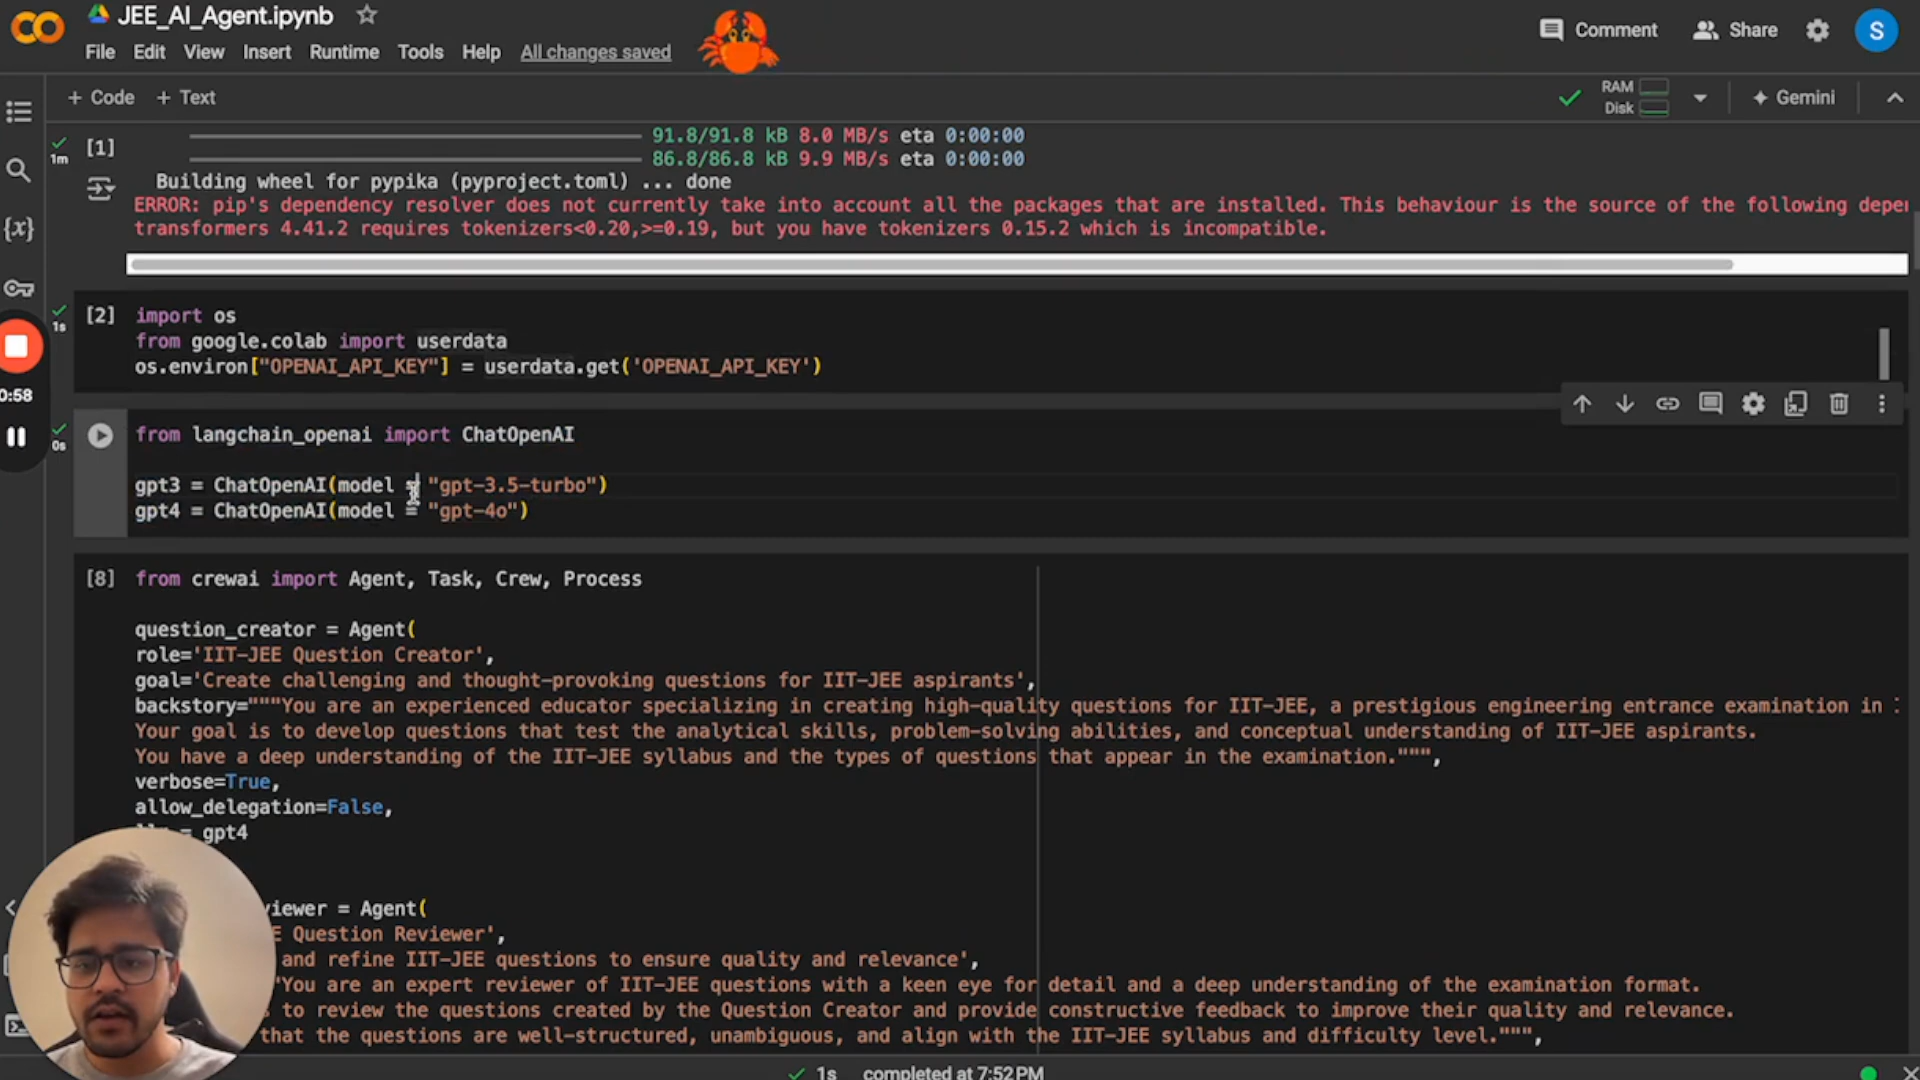 JEE_AI_Agent.ipynb
File Edit View Insert Runtime Tools Help All changes saved
Comment Share S
+ Code + Text
RAM
Disk
Gemini
1m [1] 91.8/91.8 kB 8.0 MB/s eta 0:00:00
86.8/86.8 kB 9.9 MB/s eta 0:00:00
Building wheel for pypika (pyproject.toml) ... done
ERROR: pip's dependency resolver does not currently take into account all the packages that are installed. This behaviour is the source of the following
transformers 4.41.2 requires tokenizers<0.20,>=0.19, but you have tokenizers 0.15.2 which is incompatible.
1s [2] import os
from google.colab import userdata
os.environ["OPENAI_API_KEY"] = userdata.get('OPENAI_API_KEY')
0:58
0s from langchain_openai import ChatOpenAI
gpt3 = ChatOpenAI(model = "gpt-3.5-turbo")
gpt4 = ChatOpenAI(model = "gpt-4o")
[8] from crewai import Agent, Task, Crew, Process
question_creator = Agent(
role='IIT-JEE Question Creator',
goal='Create challenging and thought-provoking questions for IIT-JEE aspirants',
backstory="""You are an experienced educator specializing in creating high-quality questions for IIT-JEE, a prestigious engineering entrance examination in
Your goal is to develop questions that test the analytical skills, problem-solving abilities, and conceptual understanding of IIT-JEE aspirants.
You have a deep understanding of the IIT-JEE syllabus and the types of questions that appear in the examination.""",
verbose=True,
allow_delegation=False,
= gpt4
= Agent(
Question Reviewer',
and refine IIT-JEE questions to ensure quality and relevance',
"You are an expert reviewer of IIT-JEE questions with a keen eye for detail and a deep understanding of the examination format.
to review the questions created by the Question Creator and provide constructive feedback to improve their quality and relevance.
that the questions are well-structured, unambiguous, and align with the IIT-JEE syllabus and difficulty level.""",
1s completed at 7:52 PM